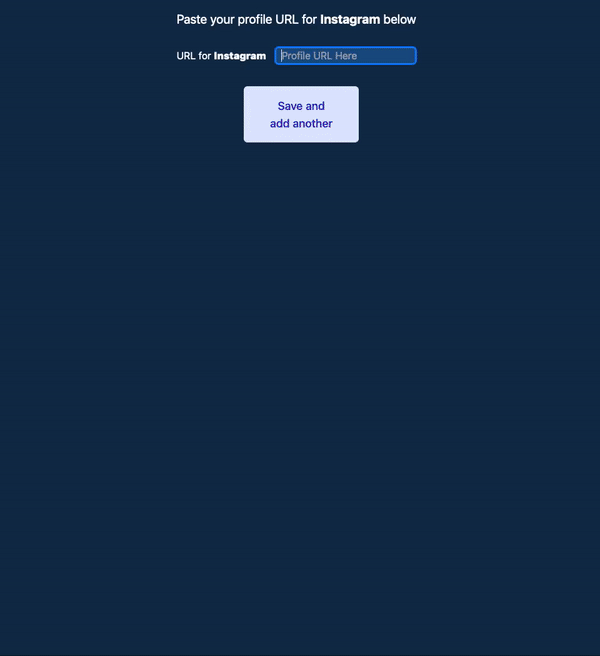 Paste your profile URL for Instagram below
URL for Instagram Profile URL Here
Save and
add another